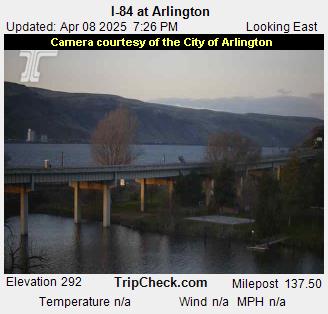 I-84 at Arlington
Updated: Apr 08 2025 7:26 PM Looking East
Camera courtesy of the City of Arlington
Elevation 292 TripCheck.com Milepost 137.50
Temperature n/a Wind n/a MPH n/a